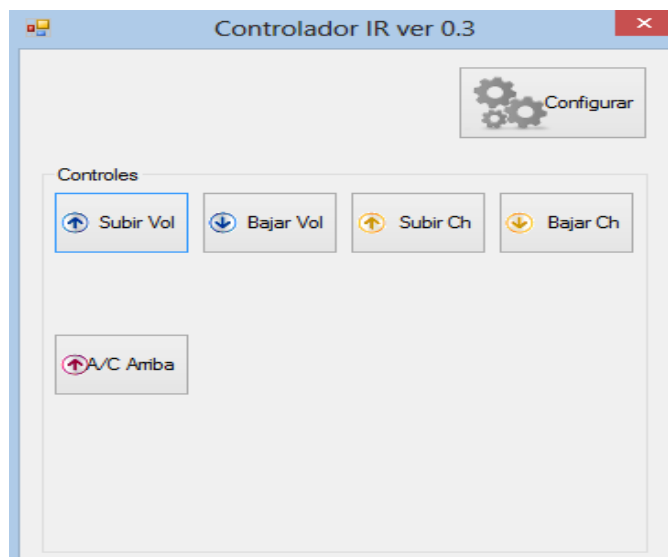 Controlador IR ver 0.3
Configurar
Controles
Subir Vol
Bajar Vol
Subir Ch
Bajar Ch
A/C Arriba